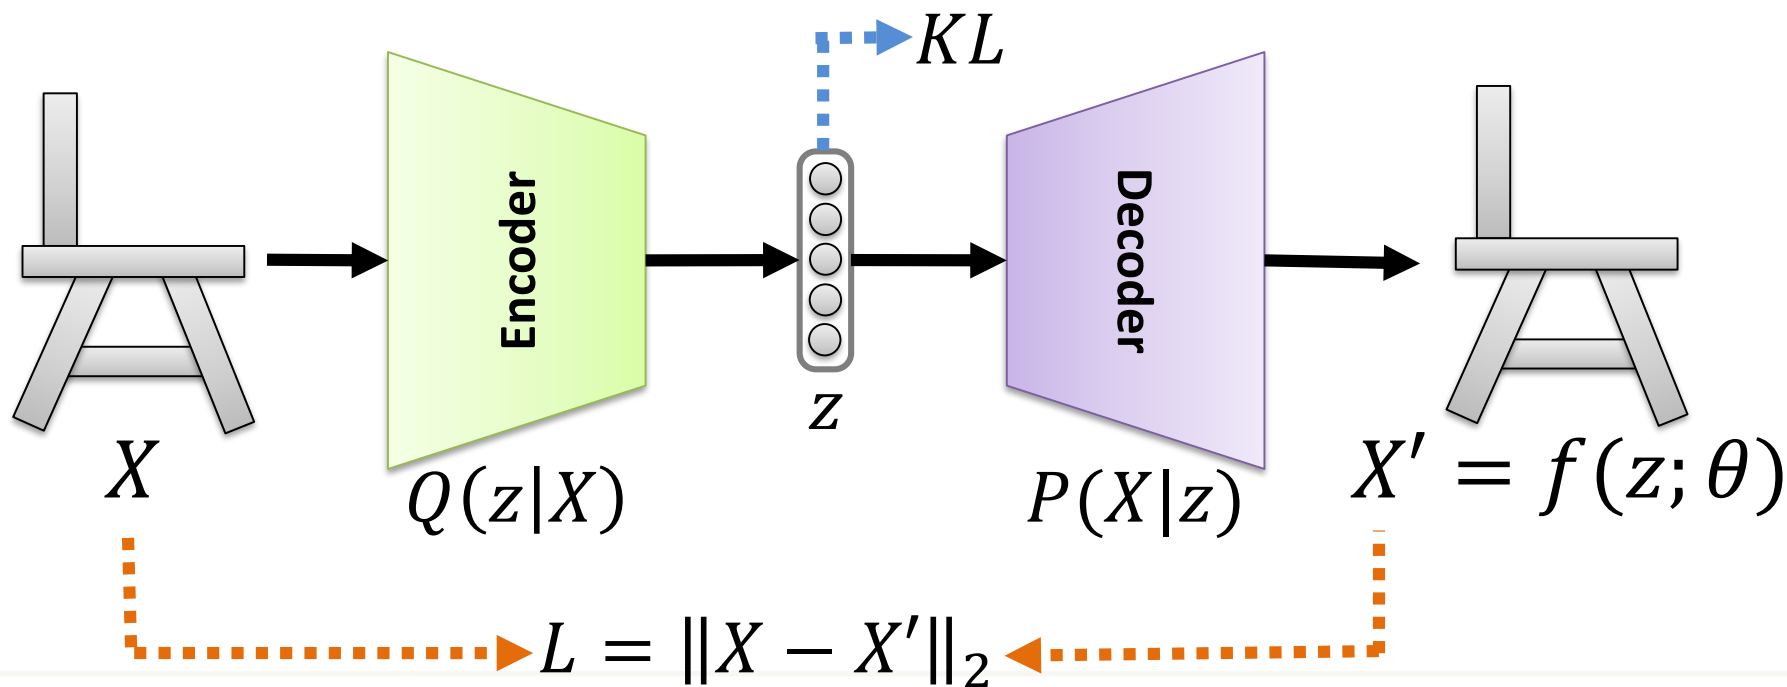 KL
Encoder
Decoder
z
X
Q(z|X)
P(X|z)
X′ = f(z; θ)
L = ‖X − X′‖₂